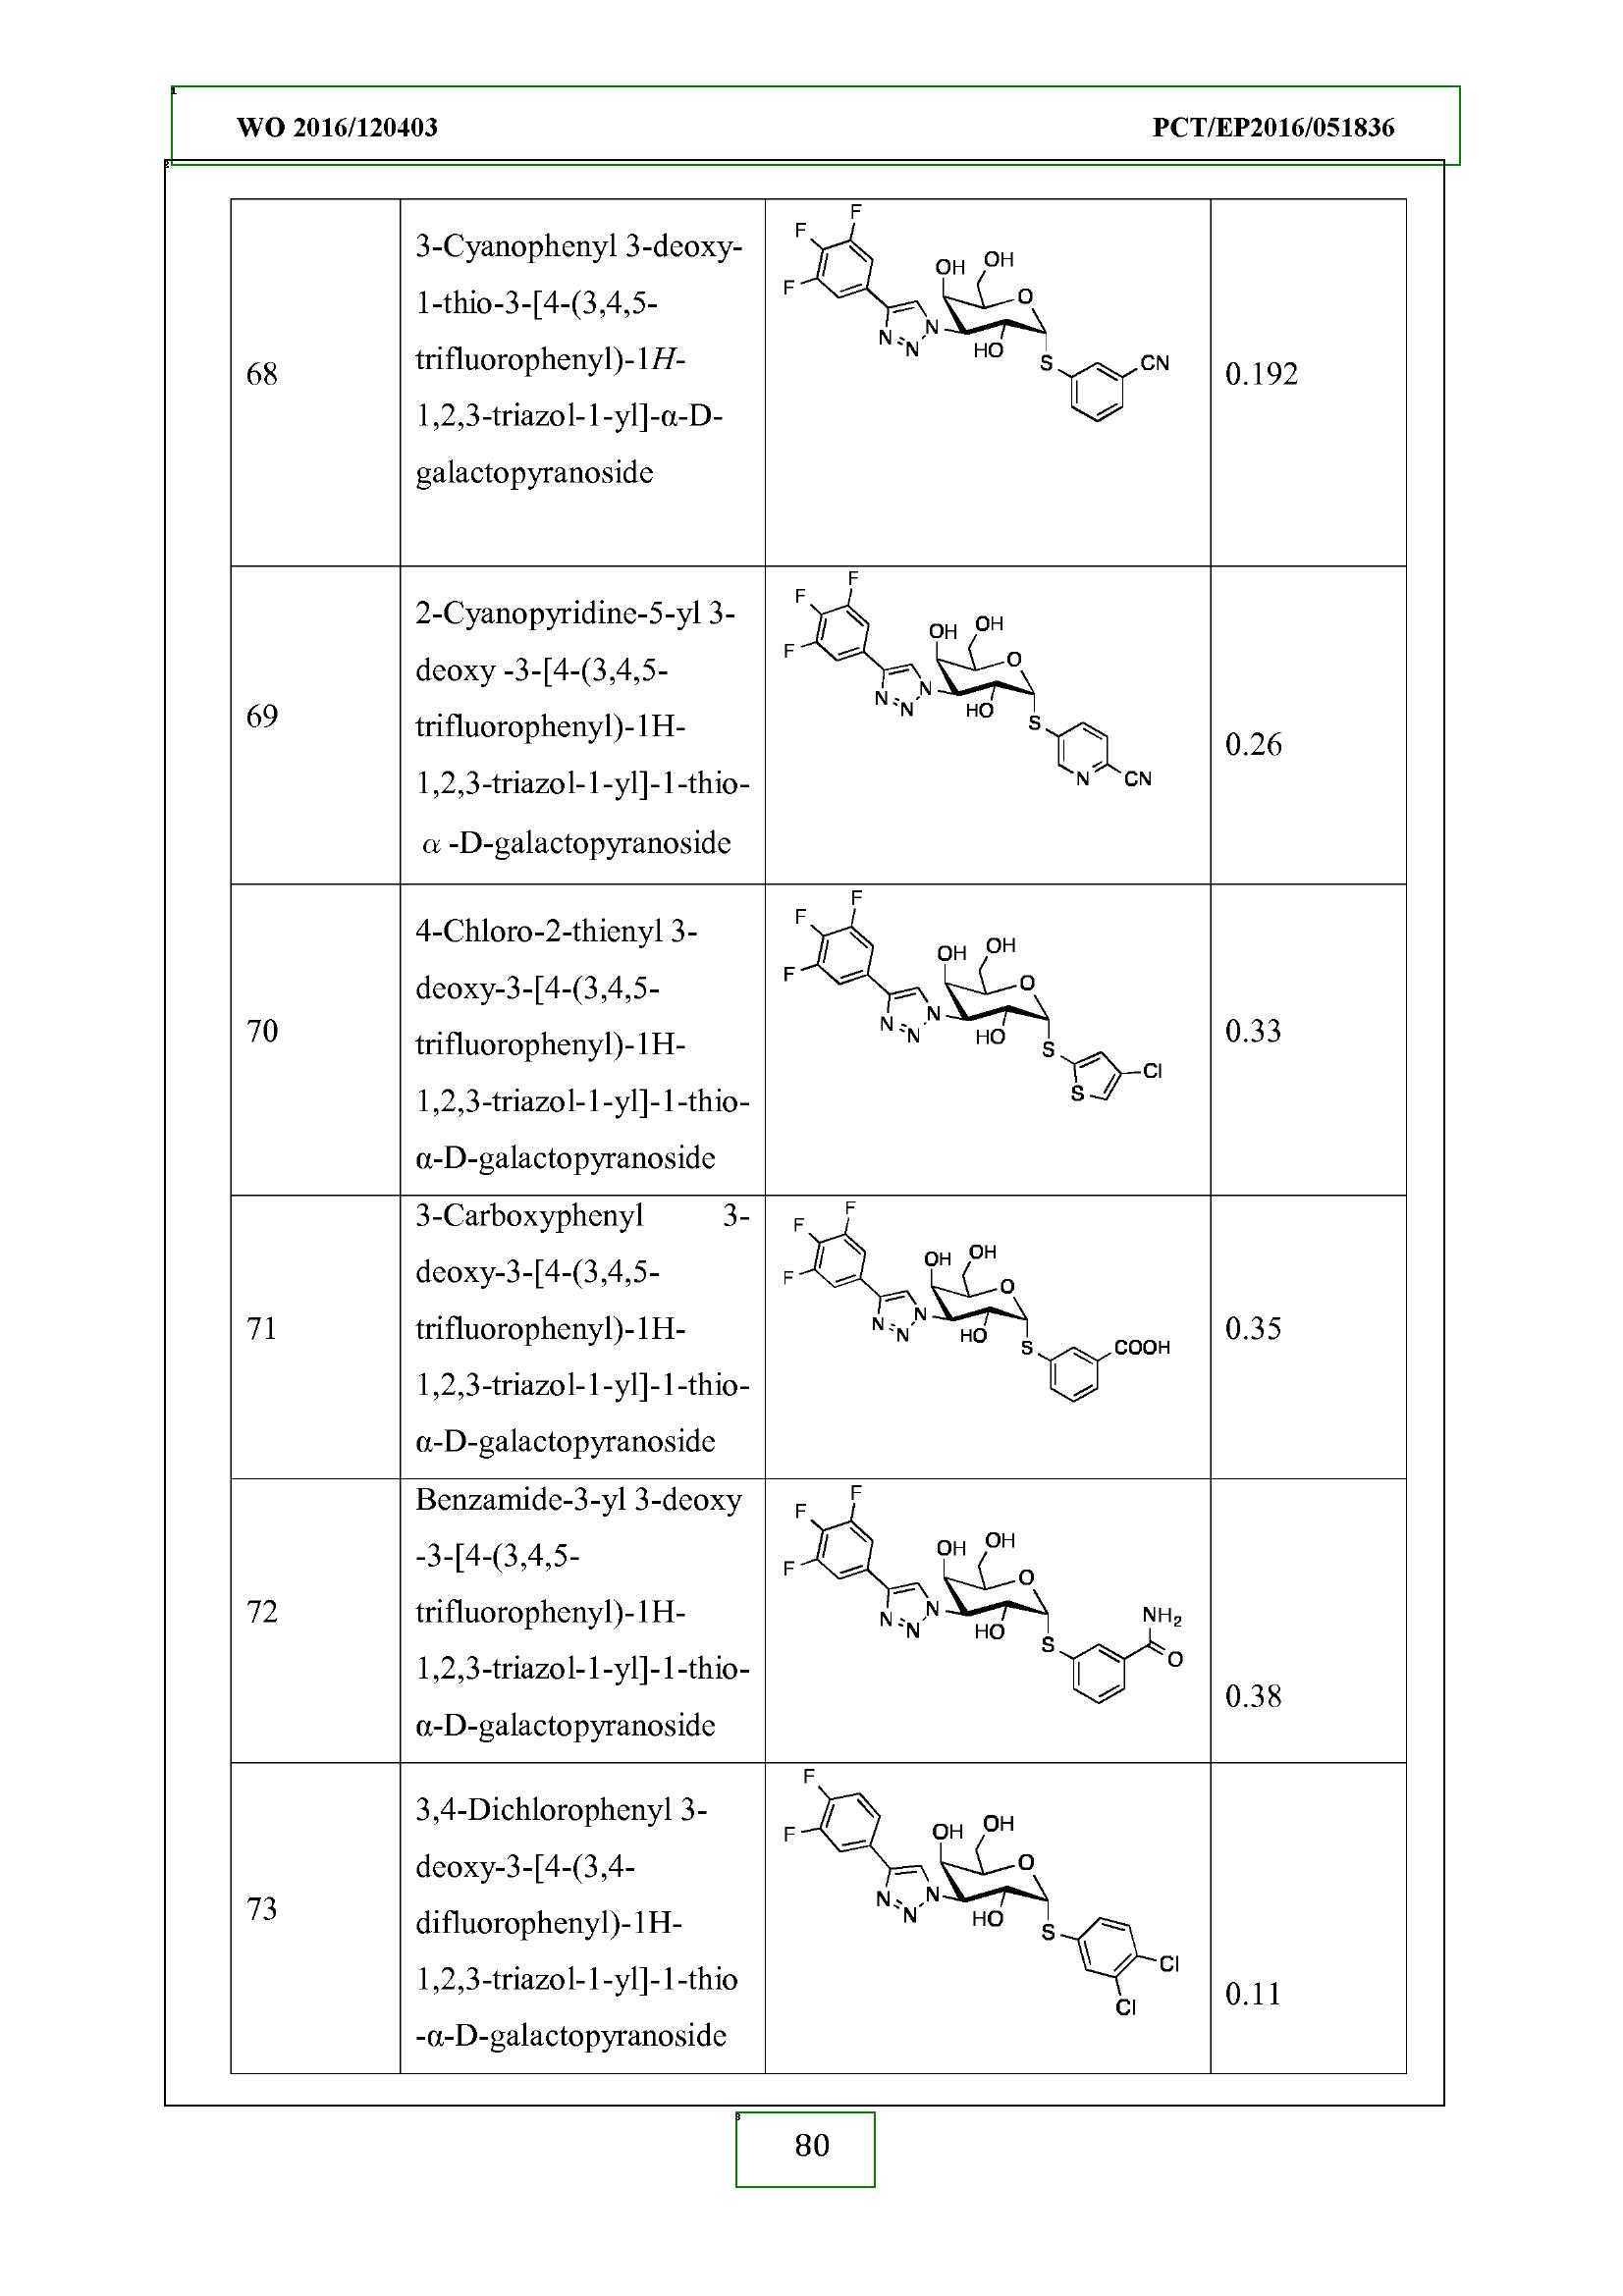 WO 2016/120403 PCT/EP2016/051836
68
3-Cyanophenyl 3-deoxy-
1-thio-3-[4-(3,4,5-
trifluorophenyl)-1H-
1,2,3-triazol-1-yl]-α-D-
galactopyranoside
F
F
F
OH
OH
O
N
N
N
HO
S
CN
0.192
69
2-Cyanopyridine-5-yl 3-
deoxy -3-[4-(3,4,5-
trifluorophenyl)-1H-
1,2,3-triazol-1-yl]-1-thio-
α -D-galactopyranoside
F
F
F
OH
OH
O
N
N
N
HO
S
N
CN
0.26
70
4-Chloro-2-thienyl 3-
deoxy-3-[4-(3,4,5-
trifluorophenyl)-1H-
1,2,3-triazol-1-yl]-1-thio-
α-D-galactopyranoside
F
F
F
OH
OH
O
N
N
N
HO
S
Cl
S
0.33
71
3-Carboxyphenyl 3-
deoxy-3-[4-(3,4,5-
trifluorophenyl)-1H-
1,2,3-triazol-1-yl]-1-thio-
α-D-galactopyranoside
F
F
F
OH
OH
O
N
N
N
HO
S
COOH
0.35
72
Benzamide-3-yl 3-deoxy
-3-[4-(3,4,5-
trifluorophenyl)-1H-
1,2,3-triazol-1-yl]-1-thio-
α-D-galactopyranoside
F
F
F
OH
OH
O
N
N
N
HO
S
NH2
O
0.38
73
3,4-Dichlorophenyl 3-
deoxy-3-[4-(3,4-
difluorophenyl)-1H-
1,2,3-triazol-1-yl]-1-thio
-α-D-galactopyranoside
F
F
OH
OH
O
N
N
N
HO
S
Cl
Cl
0.11
80